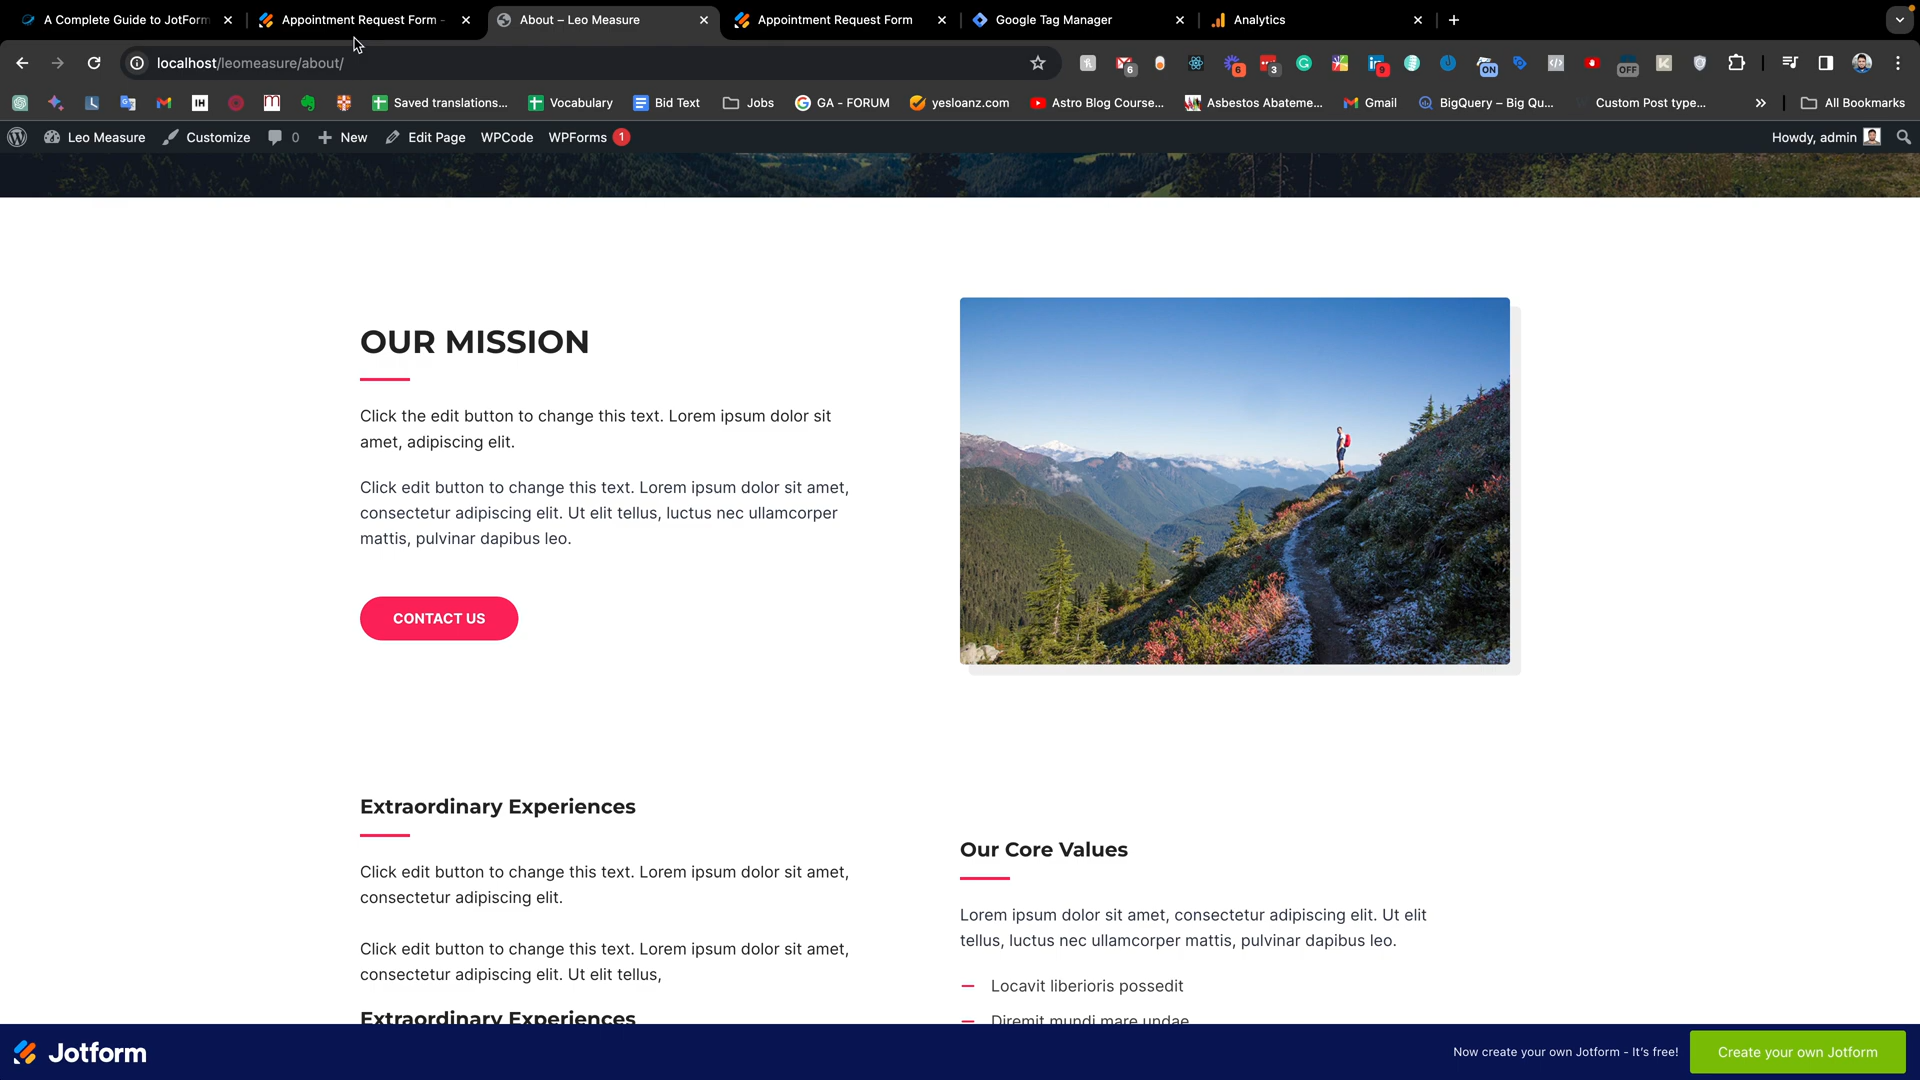 A Complete Guide to JotForm
Appointment Request Form -
About – Leo Measure
Appointment Request Form
Google Tag Manager
Analytics
localhost/leomeasure/about/
6
6
3
9
ON
OFF
IH
Saved translations...
Vocabulary
Bid Text
Jobs
GA - FORUM
yesloanz.com
Astro Blog Course...
Asbestos Abateme...
Gmail
BigQuery – Big Qu...
Custom Post type...
»
All Bookmarks
Leo Measure
Customize
0
New
Edit Page
WPCode
WPForms 1
Howdy, admin
OUR MISSION
Click the edit button to change this text. Lorem ipsum dolor sit
amet, adipiscing elit.
Click edit button to change this text. Lorem ipsum dolor sit amet,
consectetur adipiscing elit. Ut elit tellus, luctus nec ullamcorper
mattis, pulvinar dapibus leo.
CONTACT US
Extraordinary Experiences
Click edit button to change this text. Lorem ipsum dolor sit amet,
consectetur adipiscing elit.
Click edit button to change this text. Lorem ipsum dolor sit amet,
consectetur adipiscing elit. Ut elit tellus,
Extraordinary Experiences
Our Core Values
Lorem ipsum dolor sit amet, consectetur adipiscing elit. Ut elit
tellus, luctus nec ullamcorper mattis, pulvinar dapibus leo.
Locavit liberioris possedit
Diremit mundi mare undae
Jotform
Now create your own Jotform - It's free!
Create your own Jotform